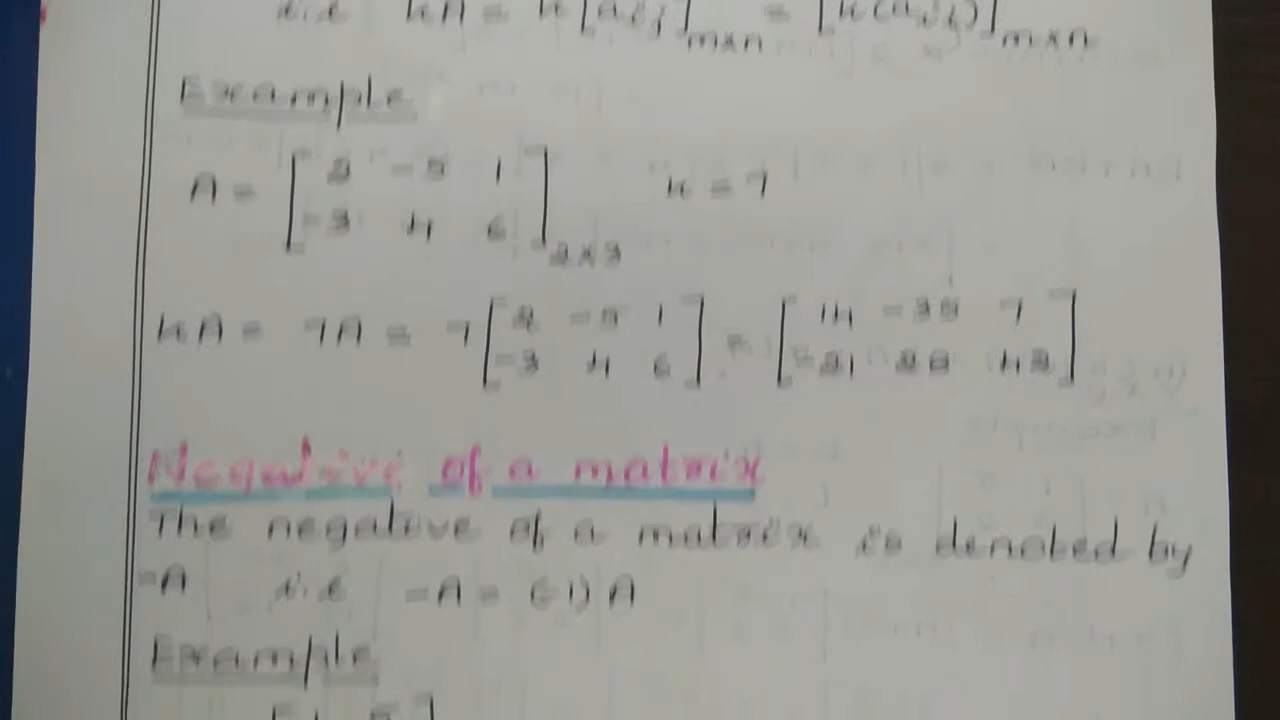 i.e kA = k[aij]m×n = [k(aij)]m×n
Example
A = [ 2 -5 1
-3 4 6 ]2×3 k = 7
kA = 7A = 7 [ 2 -5 1
-3 4 6 ] = [ 14 -35 7
-21 28 42 ]
Negative of a matrix
The negative of a matrix is denoted by
-A i.e -A = (-1) A
Example